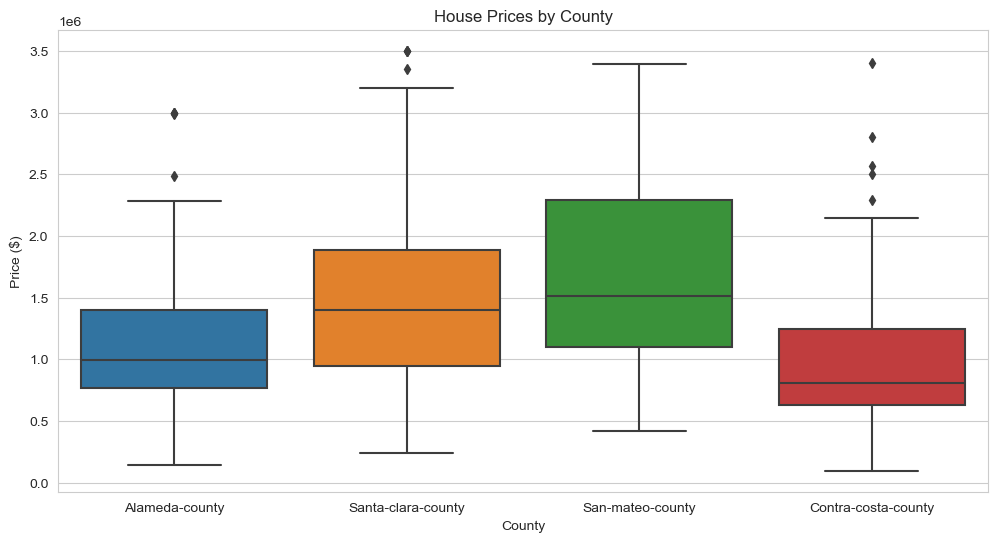 House Prices by County
1e6
3.5
3.0
2.5
2.0
1.5
1.0
0.5
0.0
Price ($)
Alameda-county Santa-clara-county San-mateo-county Contra-costa-county
County